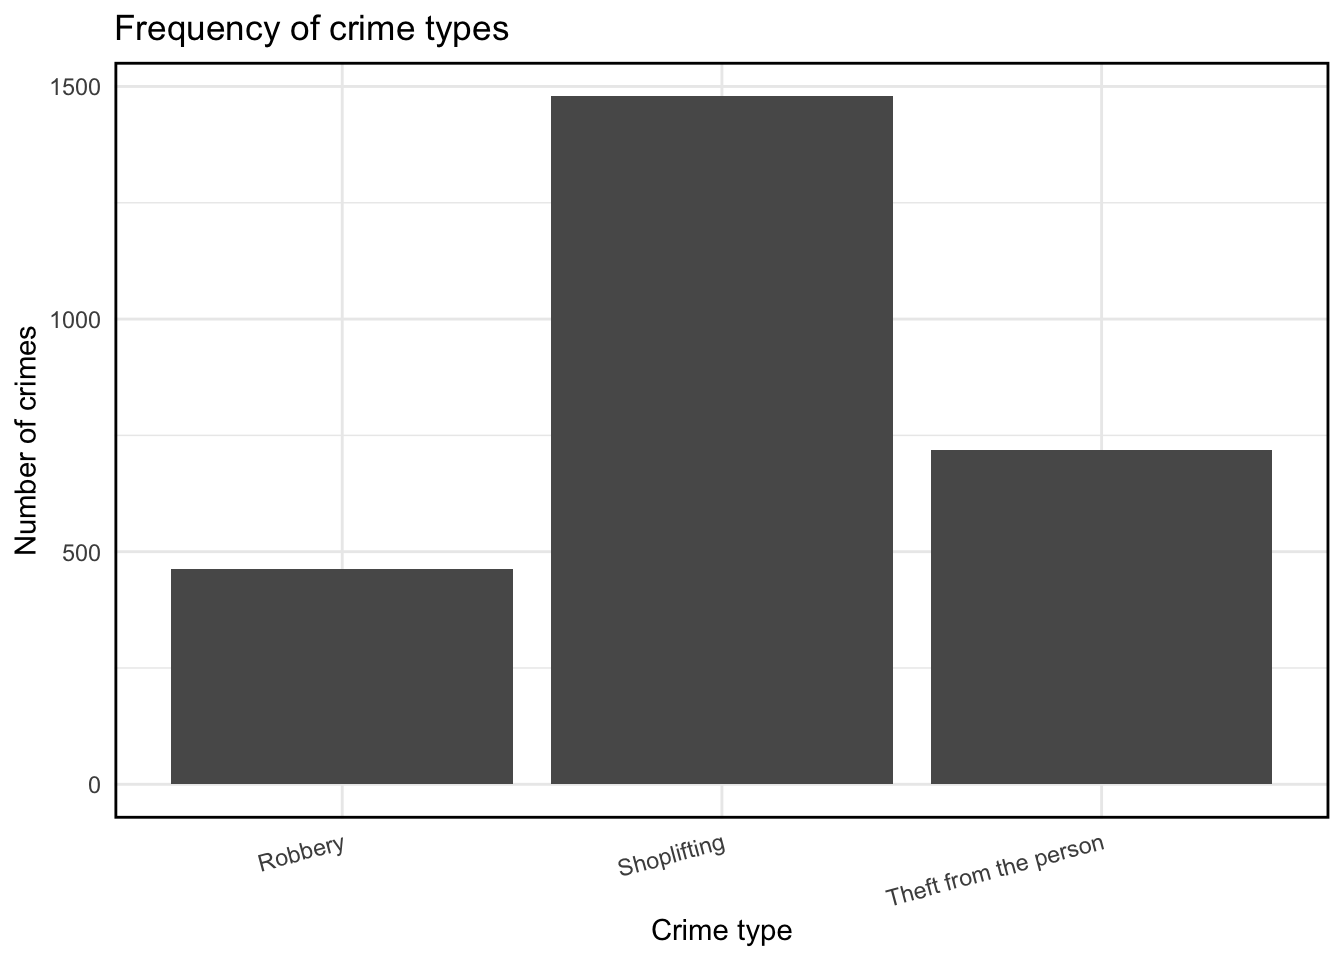 Frequency of crime types
Number of crimes
1500
1000
500
0
Robbery
Shoplifting
Theft from the person
Crime type